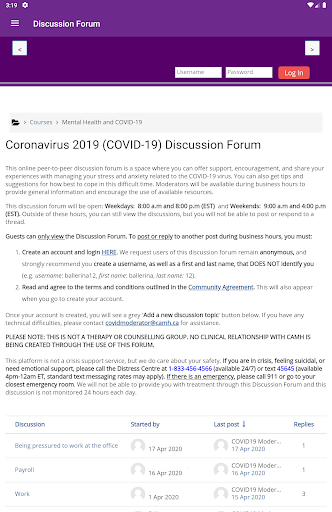 3:19
Discussion Forum
< >
Username Password Log In
Courses > Mental Health and COVID-19
Coronavirus 2019 (COVID-19) Discussion Forum
This online peer-to-peer discussion forum is a space where you can offer support, encouragement, and share your
experiences with managing your stress and anxiety related to the COVID-19 virus. You can also get tips and
suggestions for how best to cope in this difficult time. Moderators will be available during business hours to
provide general information and encourage the use of available resources.
This discussion forum will be open: Weekdays: 8:00 a.m and 8:00 p.m (EST) and Weekends: 9:00 a.m and 4:00 p.m
(EST). Outside of these hours, you can still view the discussions, but you will not be able to post or respond to a
thread.
Guests can only view the Discussion Forum. To post or reply to another post during business hours, you must:
1. Create an account and login HERE. We request users of this discussion forum remain anonymous, and
strongly recommend you create a username, as well as a first and last name, that DOES NOT identify you
(e.g. username: ballerina12, first name: ballerina, last name: 12).
2. Read and agree to the terms and conditions outlined in the Community Agreement. This will also appear
when you go to create your account.
Once your account is created, you will see a grey 'Add a new discussion topic' button below. If you have any
technical difficulties, please contact covidmoderator@camh.ca for assistance.
PLEASE NOTE: THIS IS NOT A THERAPY OR COUNSELLING GROUP. NO CLINICAL RELATIONSHIP WITH CAMH IS
BEING CREATED THROUGH THE USE OF THIS FORUM.
This platform is not a crisis support service, but we do care about your safety. If you are in crisis, feeling suicidal, or
need emotional support, please call the Distress Centre at 1-833-456-4566 (available 24/7) or text 45645 (available
4pm-12am ET, standard text messaging rates may apply). If there is an emergency, please call 911 or go to your
closest emergency room. We will not be able to provide you with treatment through this Discussion Forum and this
discussion is not monitored 24 hours each day.
Discussion Started by Last post ↓ Replies
Being pressured to work at the office 17 Apr 2020 COVID19 Moder... 17 Apr 2020 1
Payroll 16 Apr 2020 COVID19 Moder... 16 Apr 2020 1
Work 1 Apr 2020 COVID19 Moder... 15 Apr 2020 3